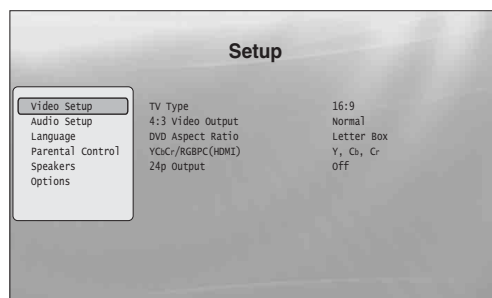 Setup
Video Setup
Audio Setup
Language
Parental Control
Speakers
Options
TV Type 16:9
4:3 Video Output Normal
DVD Aspect Ratio Letter Box
YCbCr/RGBPC(HDMI) Y, Cb, Cr
24p Output Off